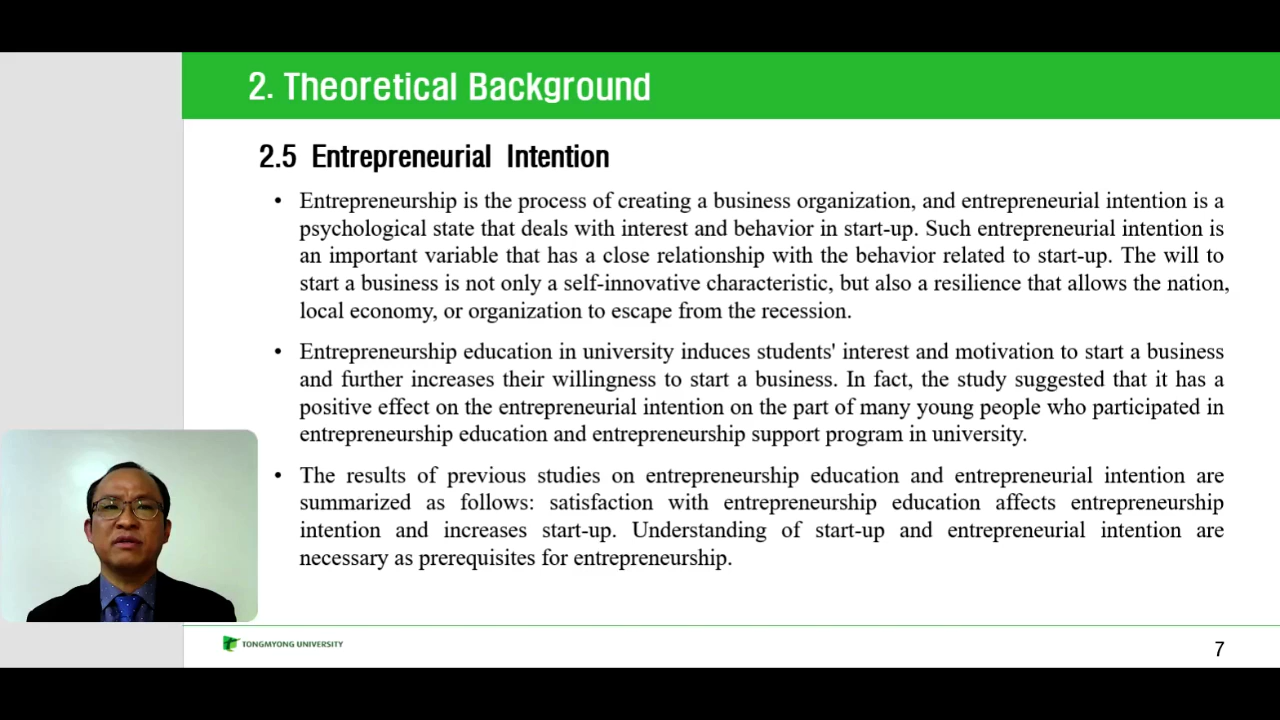 2. Theoretical Background
2.5 Entrepreneurial Intention
• Entrepreneurship is the process of creating a business organization, and entrepreneurial intention is a
psychological state that deals with interest and behavior in start-up. Such entrepreneurial intention is
an important variable that has a close relationship with the behavior related to start-up. The will to
start a business is not only a self-innovative characteristic, but also a resilience that allows the nation,
local economy, or organization to escape from the recession.
• Entrepreneurship education in university induces students' interest and motivation to start a business
and further increases their willingness to start a business. In fact, the study suggested that it has a
positive effect on the entrepreneurial intention on the part of many young people who participated in
entrepreneurship education and entrepreneurship support program in university.
• The results of previous studies on entrepreneurship education and entrepreneurial intention are
summarized as follows: satisfaction with entrepreneurship education affects entrepreneurship
intention and increases start-up. Understanding of start-up and entrepreneurial intention are
necessary as prerequisites for entrepreneurship.
TONGMYONG UNIVERSITY
7